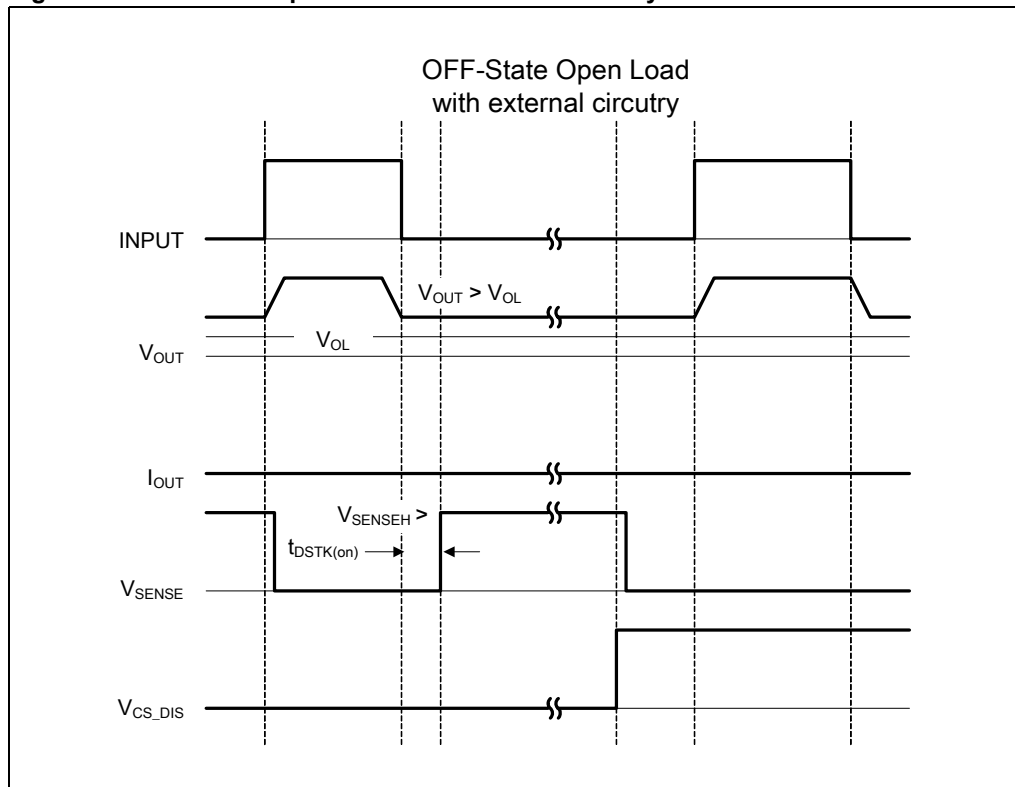 OFF-State Open Load
with external circutry
INPUT
VOUT > VOL
VOL
VOUT
IOUT
VSENSEH >
tDSTK(on)
VSENSE
VCS_DIS